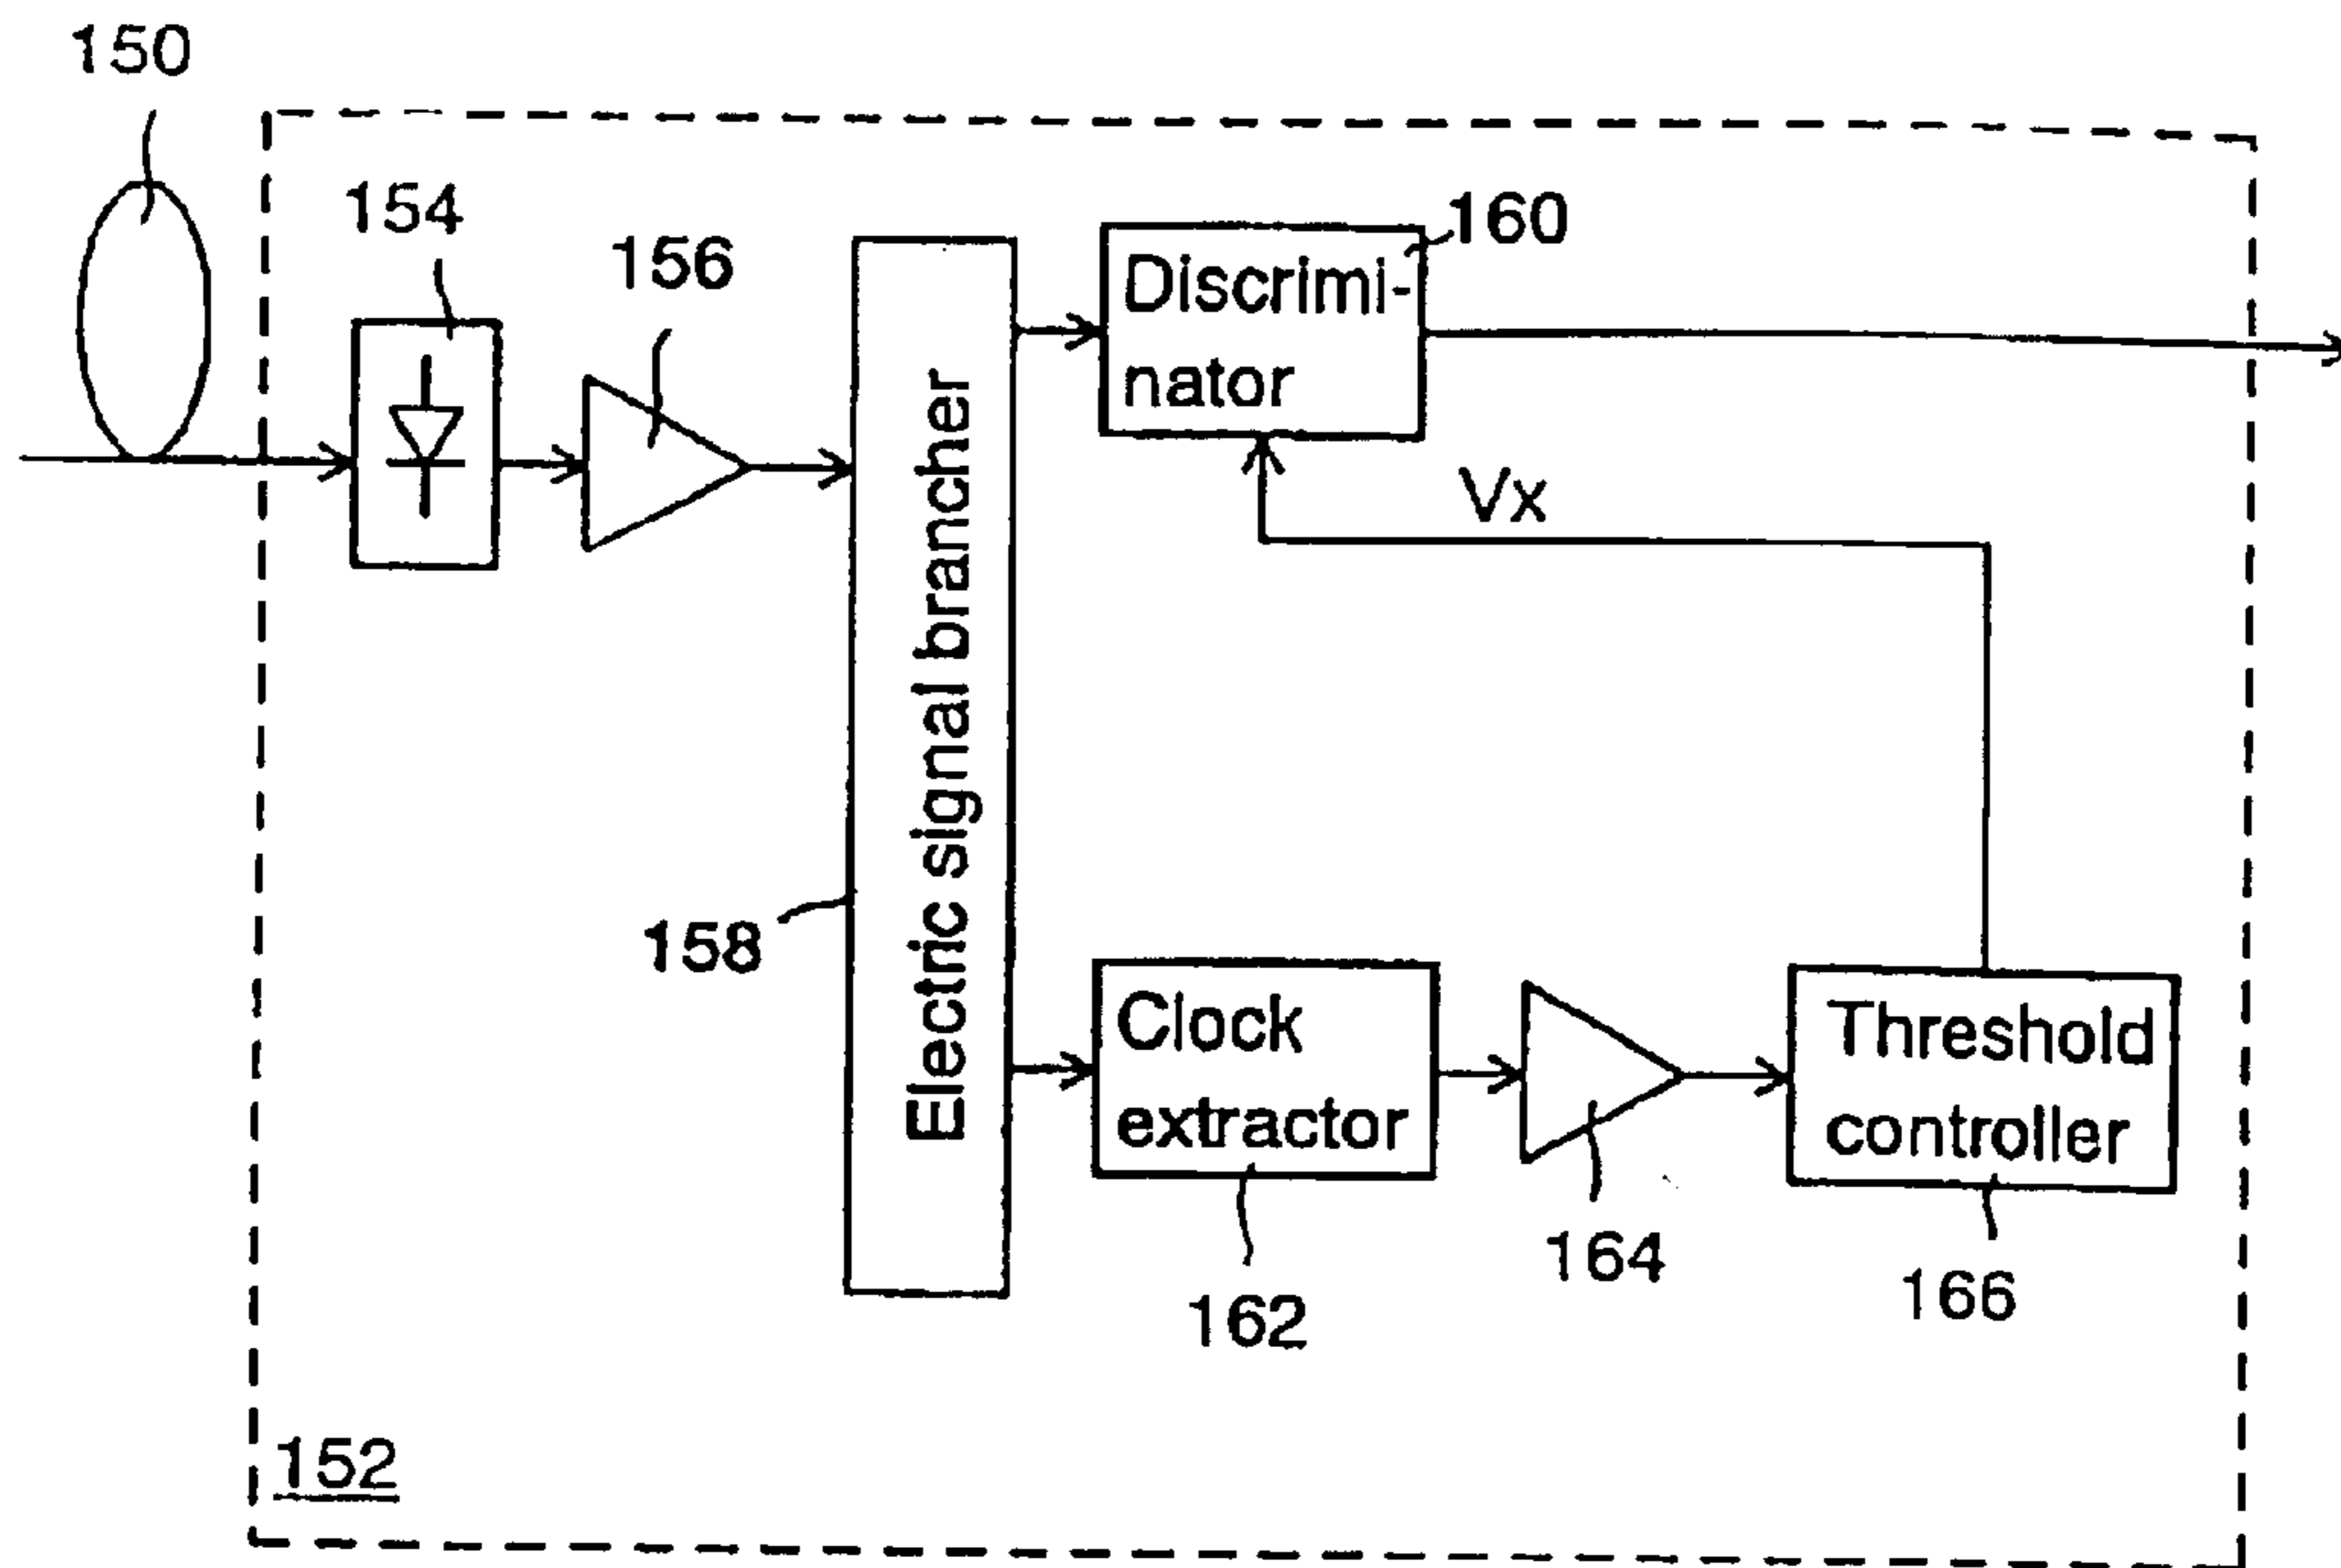 150
154
156
160
Discrimi-
nator
Vx
Electric signal brancher
158
Clock
extractor
Threshold
controller
162
164
166
152